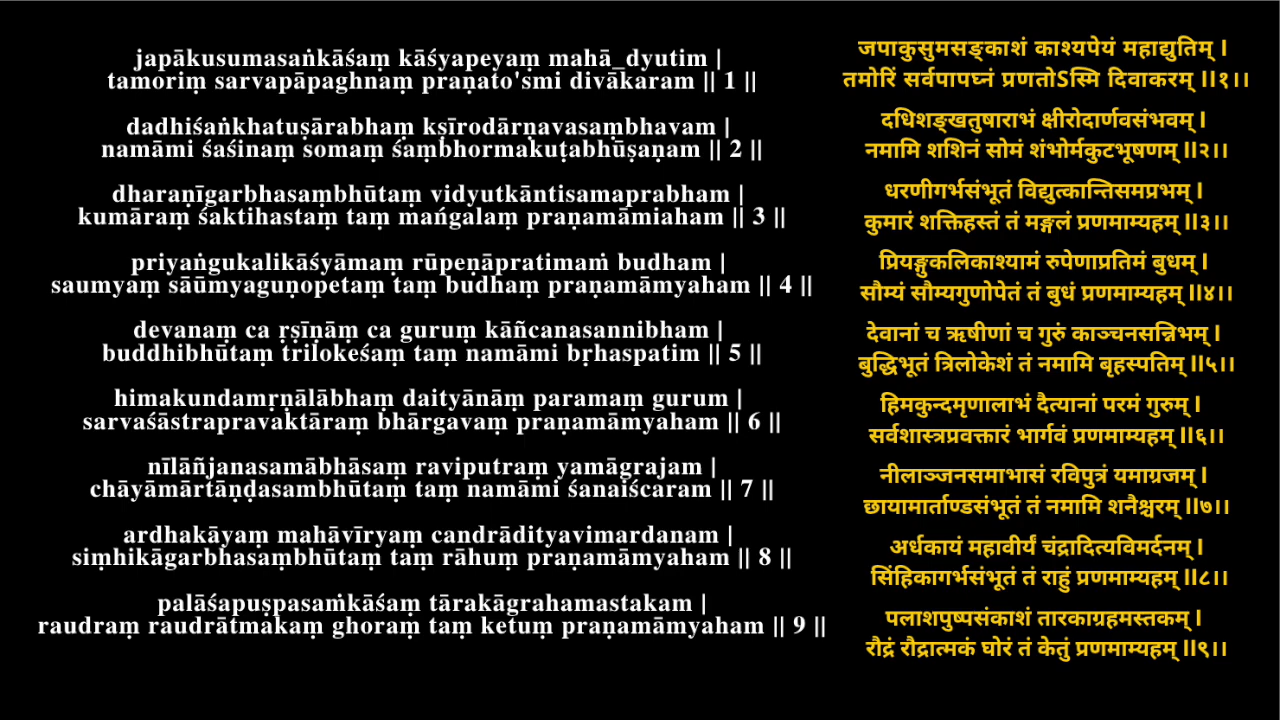 japākusumasaṅkāśaṃ kāśyapeyaṃ mahā_dyutim |
tamoriṃ sarvapāpaghnaṃ praṇato'smi divākaram || 1 ||
dadhiśaṅkhatuṣārabhaṃ kṣīrodārṇavasaṃbhavam |
namāmi śaśinaṃ somaṃ śaṃbhormakuṭabhūṣaṇam || 2 ||
dharaṇīgarbhasaṃbhūtaṃ vidyutkāntisamaprabham |
kumāraṃ śaktihastaṃ taṃ mańgalaṃ praṇamāmiaham || 3 ||
priyaṅgukalikāśyāmaṃ rūpeṇāpratimaṁ budham |
saumyaṃ sāūmyaguṇopetaṃ taṃ budhaṃ praṇamāmyaham || 4 ||
devanaṃ ca ṛṣīṇāṃ ca guruṃ kāñcanasannibham |
buddhibhūtaṃ trilokeśaṃ taṃ namāmi bṛhaspatim || 5 ||
himakundamṛṇālābhaṃ daityānāṃ paramaṃ gurum |
sarvaśāstrapravaktāraṃ bhārgavaṃ praṇamāmyaham || 6 ||
nīlāñjanasamābhāsaṃ raviputraṃ yamāgrajam |
chāyāmārtāṇḍasambhūtaṃ taṃ namāmi śanaiścaram || 7 ||
ardhakāyaṃ mahāvīryaṃ candrādityavimardanam |
siṃhikāgarbhasaṃbhūtaṃ taṃ rāhuṃ praṇamāmyaham || 8 ||
palāśapuṣpasaṁkāśaṃ tārakāgrahamastakam |
raudraṃ raudrātmakaṃ ghoraṃ taṃ ketuṃ praṇamāmyaham || 9 ||
जपाकुसुमसङ्काशं काश्यपेयं महाद्युतिम् ।
तमोरिं सर्वपापघ्नं प्रणतोऽस्मि दिवाकरम् ।।१।।
दधिशङ्खतुषाराभं क्षीरोदार्णवसंभवम् ।
नमामि शशिनं सोमं शंभोर्मकुटभूषणम् ।।२।।
धरणीगर्भसंभूतं विद्युत्कान्तिसमप्रभम् ।
कुमारं शक्तिहस्तं तं मङ्गलं प्रणमाम्यहम् ।।३।।
प्रियङ्गुकलिकाश्यामं रुपेणाप्रतिमं बुधम् ।
सौम्यं सौम्यगुणोपेतं तं बुधं प्रणमाम्यहम् ।।४।।
देवानां च ऋषीणां च गुरुं काञ्चनसन्निभम् ।
बुद्धिभूतं त्रिलोकेशं तं नमामि बृहस्पतिम् ।।५।।
हिमकुन्दमृणालाभं दैत्यानां परमं गुरुम् ।
सर्वशास्त्रप्रवक्तारं भार्गवं प्रणमाम्यहम् ।।६।।
नीलाञ्जनसमाभासं रविपुत्रं यमाग्रजम् ।
छायामार्ताण्डसंभूतं तं नमामि शनैश्चरम् ।।७।।
अर्धकायं महावीर्यं चंद्रादित्यविमर्दनम् ।
सिंहिकागर्भसंभूतं तं राहुं प्रणमाम्यहम् ।।८।।
पलाशपुष्पसंकाशं तारकाग्रहमस्तकम् ।
रौद्रं रौद्रात्मकं घोरं तं केतुं प्रणमाम्यहम् ।।९।।